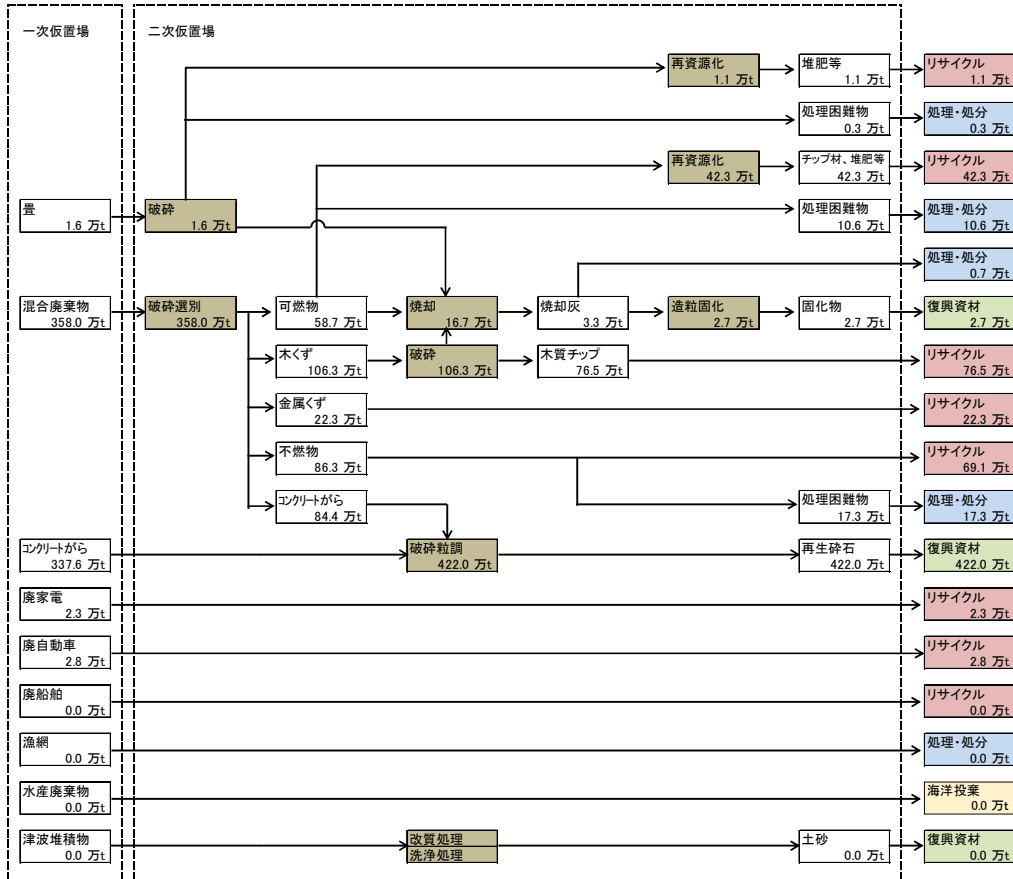 一次仮置場
二次仮置場
再資源化
1.1 万t
堆肥等
1.1 万t
リサイクル
1.1 万t
処理困難物
0.3 万t
処理・処分
0.3 万t
再資源化
42.3 万t
チップ材、堆肥等
42.3 万t
リサイクル
42.3 万t
畳
1.6 万t
破砕
1.6 万t
処理困難物
10.6 万t
処理・処分
10.6 万t
処理・処分
0.7 万t
混合廃棄物
358.0 万t
破砕選別
358.0 万t
可燃物
58.7 万t
焼却
16.7 万t
焼却灰
3.3 万t
造粒固化
2.7 万t
固化物
2.7 万t
復興資材
2.7 万t
木くず
106.3 万t
破砕
106.3 万t
木質チップ
76.5 万t
リサイクル
76.5 万t
金属くず
22.3 万t
リサイクル
22.3 万t
不燃物
86.3 万t
リサイクル
69.1 万t
コンクリートがら
84.4 万t
処理困難物
17.3 万t
処理・処分
17.3 万t
コンクリートがら
337.6 万t
破砕粒調
422.0 万t
再生砕石
422.0 万t
復興資材
422.0 万t
廃家電
2.3 万t
リサイクル
2.3 万t
廃自動車
2.8 万t
リサイクル
2.8 万t
廃船舶
0.0 万t
リサイクル
0.0 万t
漁網
0.0 万t
処理・処分
0.0 万t
水産廃棄物
0.0 万t
海洋投棄
0.0 万t
津波堆積物
0.0 万t
改質処理
洗浄処理
土砂
0.0 万t
復興資材
0.0 万t